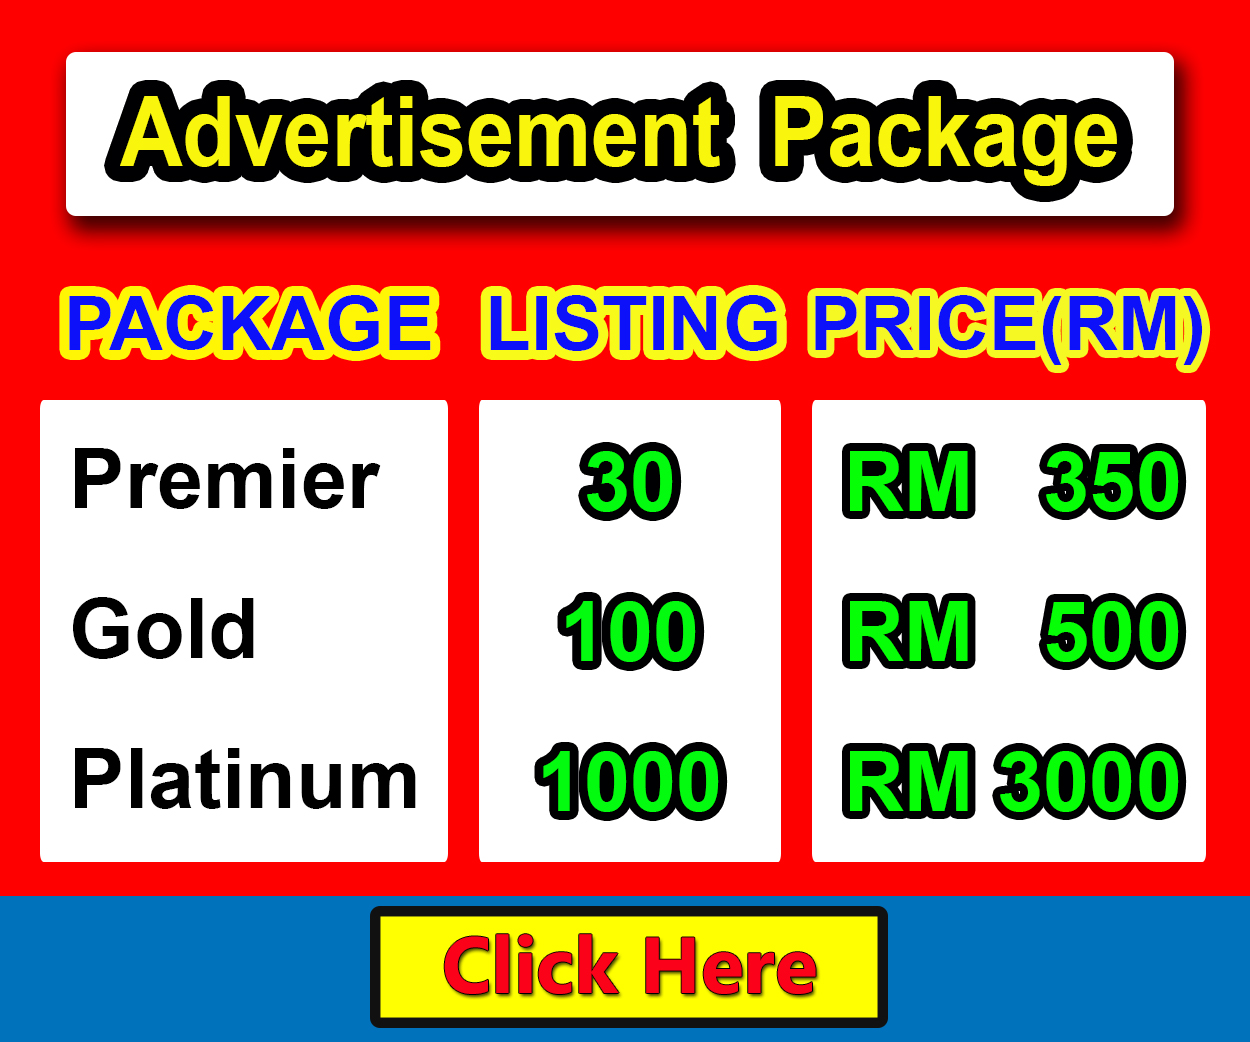 Advertisement Package
PACKAGE LISTING PRICE(RM)
Premier 30 RM 350
Gold 100 RM 500
Platinum 1000 RM 3000
Click Here